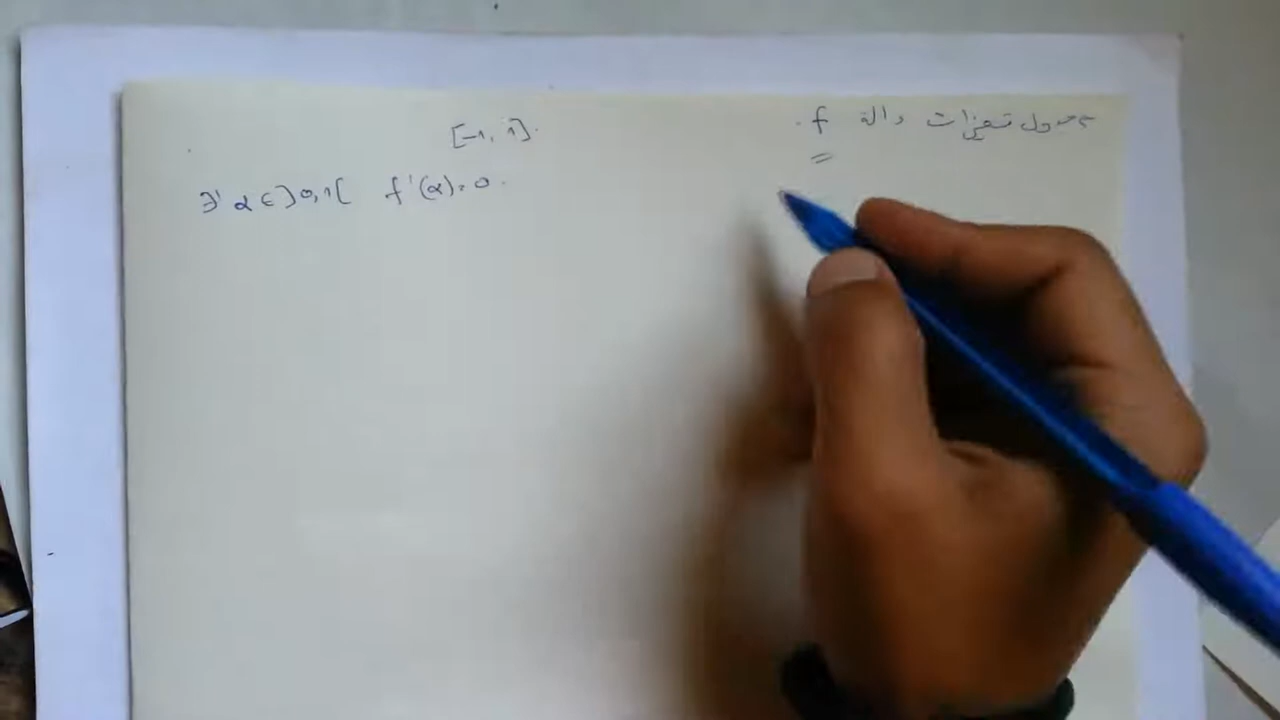 جدول تغيرات دالة f.
[-1, 1].
∃' α ∈ ]0,1[ f'(α) = 0.